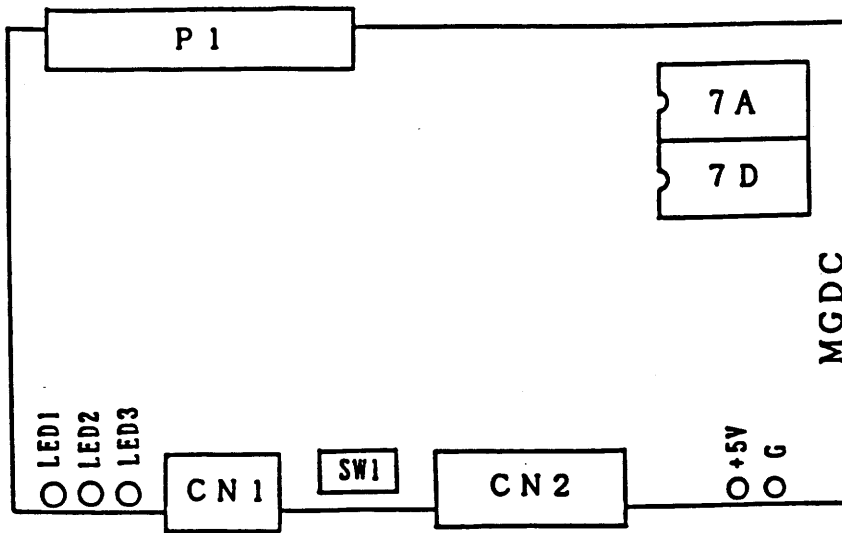 P1
7A
7D
MGDC
LED1
LED2
LED3
CN1
SW1
CN2
+5V
G